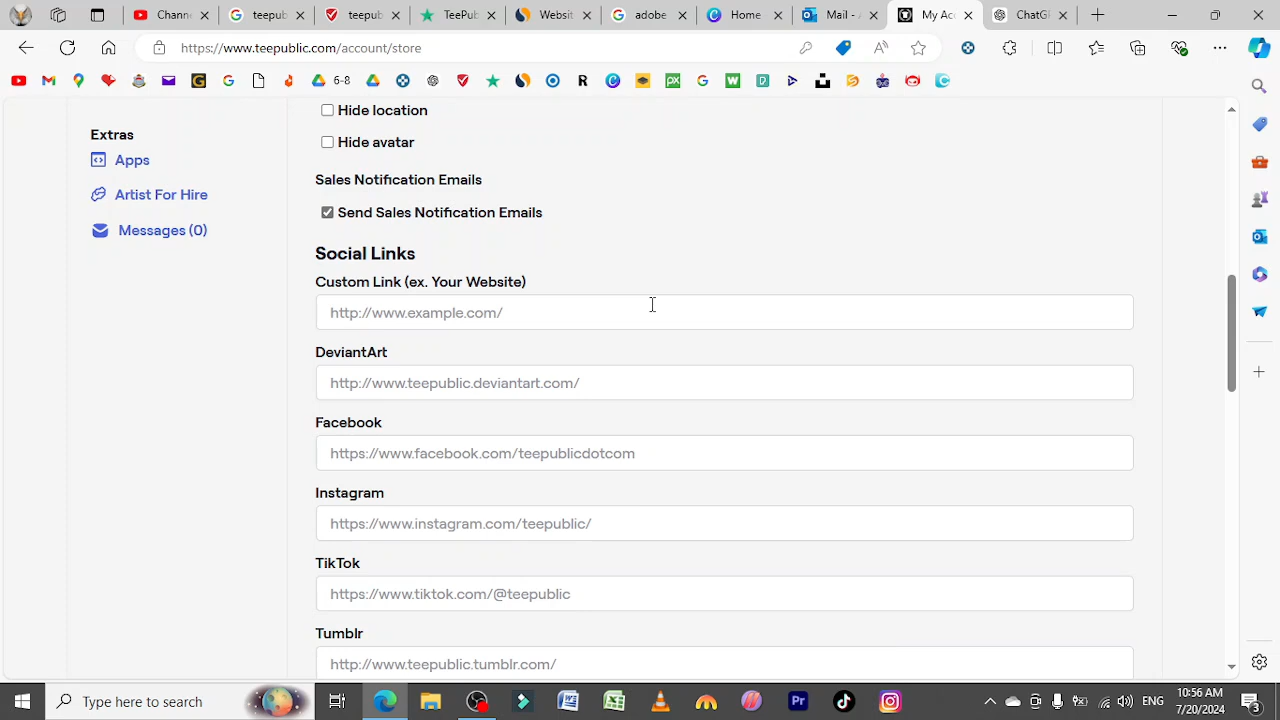 Chann
teepub
teepub
TeePub
Websit
adobe
Home
Mail -
My Acc
ChatG
https://www.teepublic.com/account/store
6-8
Hide location
Extras
Hide avatar
Apps
Sales Notification Emails
Artist For Hire
Send Sales Notification Emails
Messages (0)
Social Links
Custom Link (ex. Your Website)
http://www.example.com/
DeviantArt
http://www.teepublic.deviantart.com/
Facebook
https://www.facebook.com/teepublicdotcom
Instagram
https://www.instagram.com/teepublic/
TikTok
https://www.tiktok.com/@teepublic
Tumblr
http://www.teepublic.tumblr.com/
Type here to search
ENG
10:56 AM
7/20/2024
3